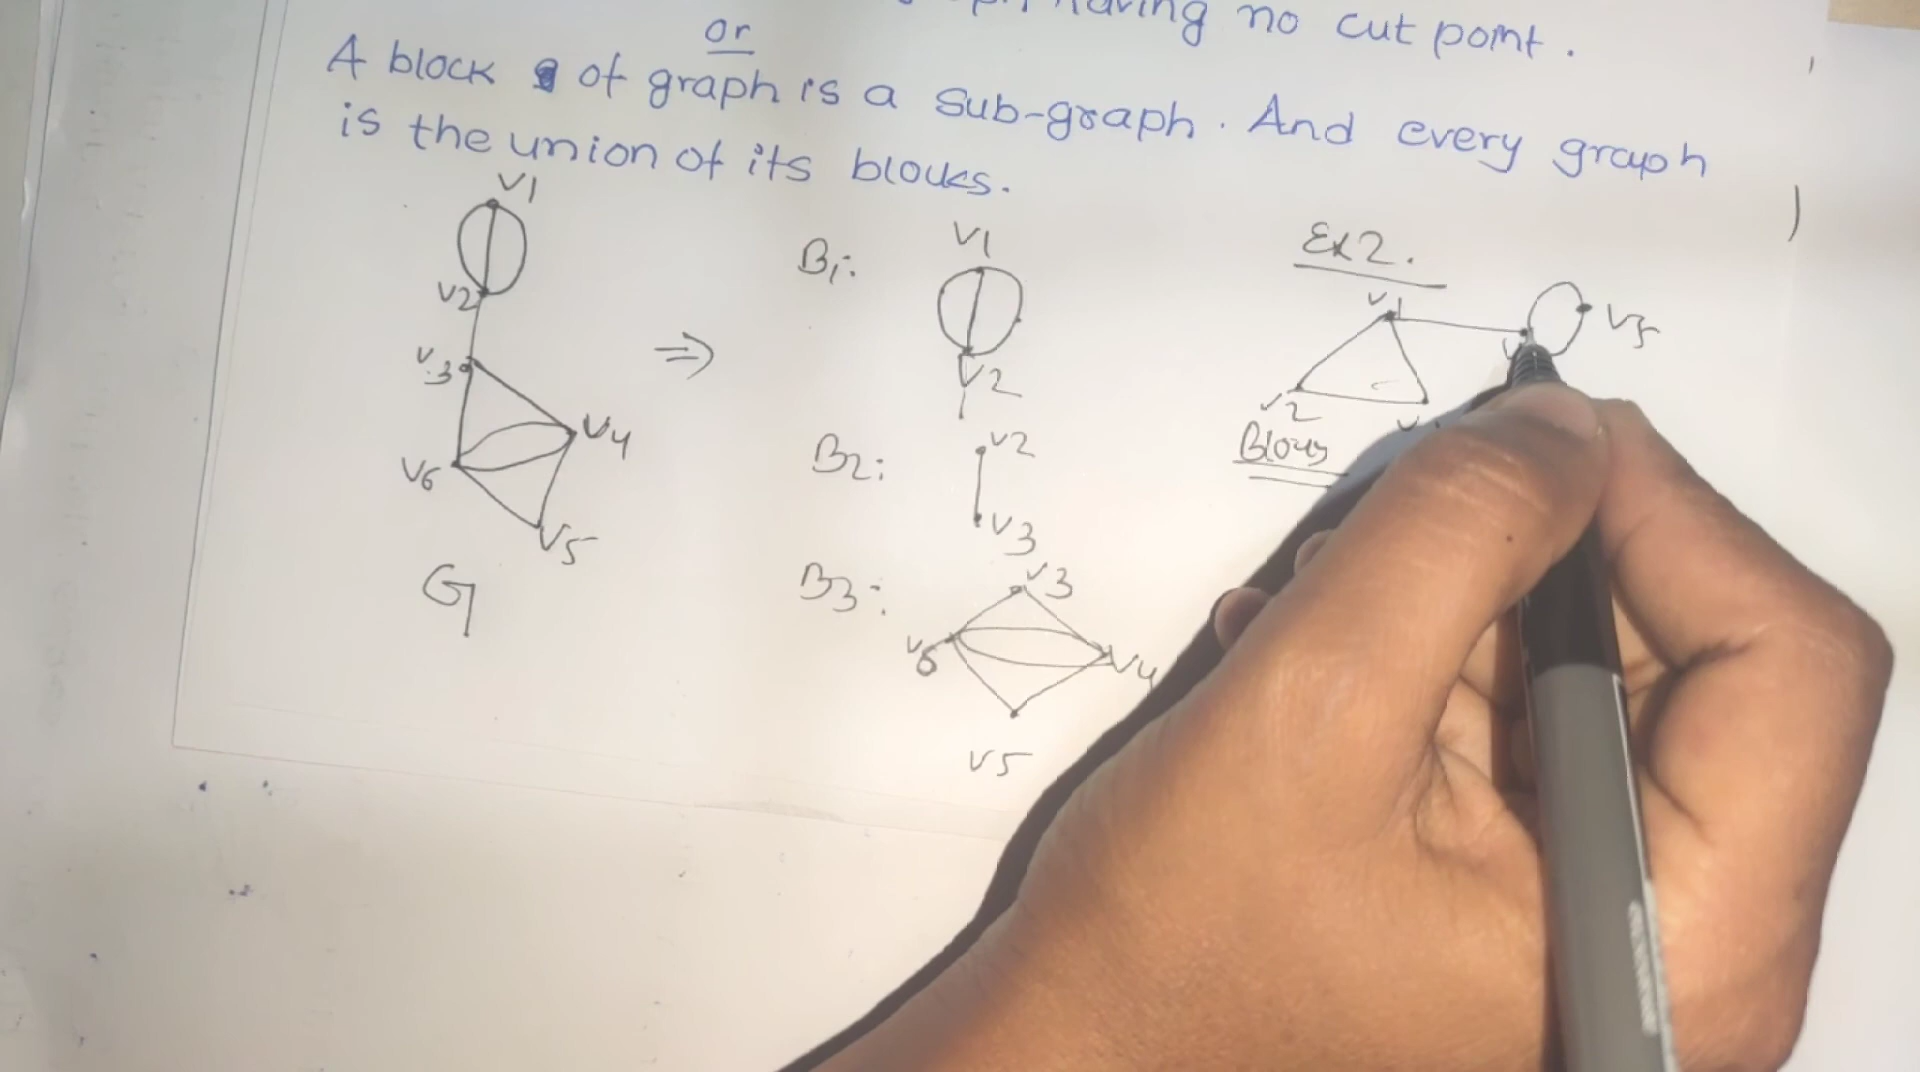 having no cut point.
or
A block of graph is a sub-graph. And every graph
is the union of its blocks.
V1
V2
V3
V4
V6
V5
G
⇒
B1:
V1
V2
B2:
V2
V3
B3:
V3
V6
V4
V5
Ex2.
V1
V5
V2
Blocks